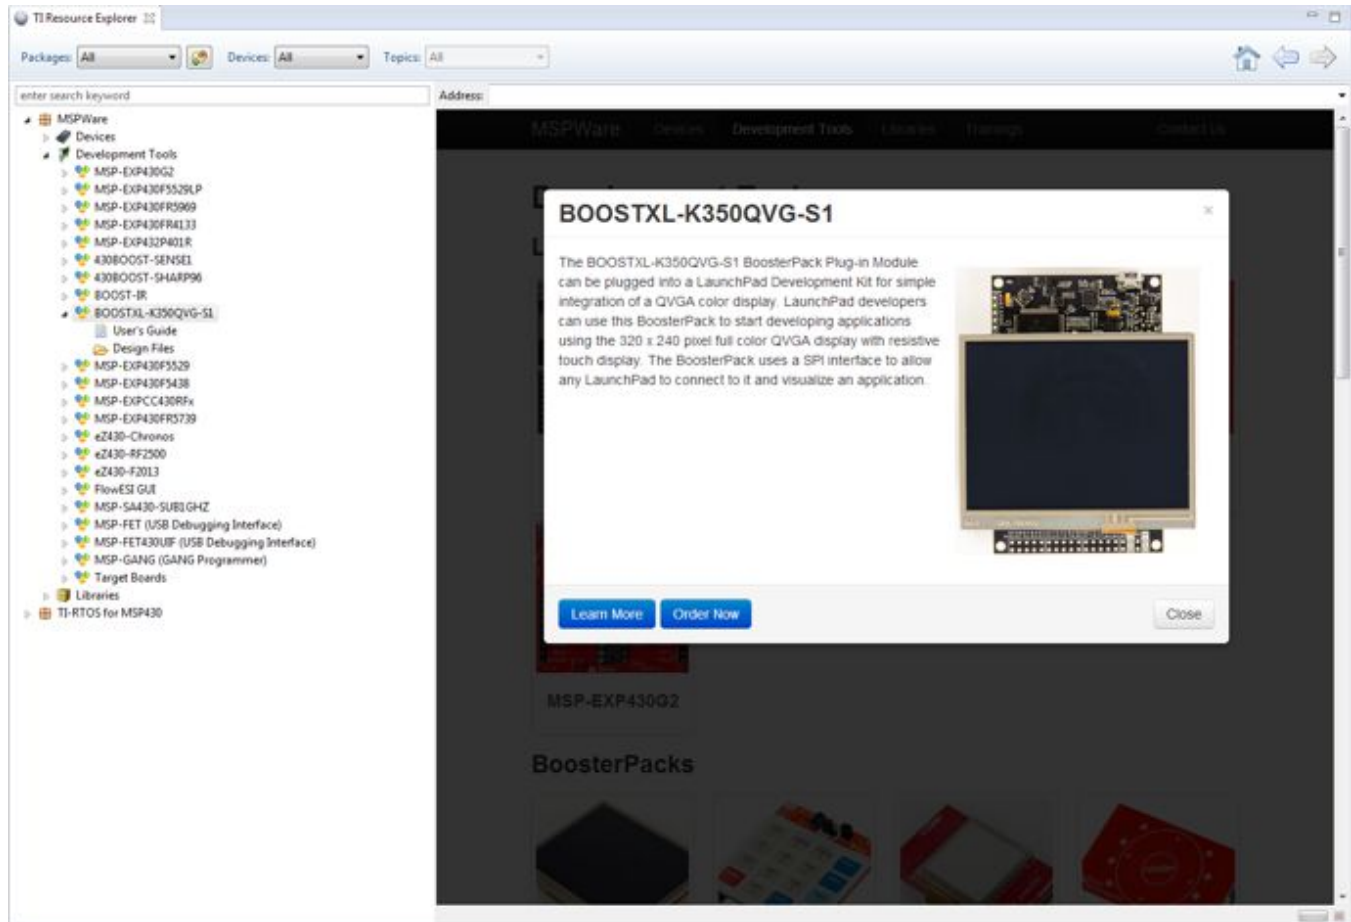 TI Resource Explorer
Packages: All Devices: All Topics: All
enter search keyword
Address:
MSPWare
Devices
Development Tools
MSP-EXP430G2
MSP-EXP430F5529LP
MSP-EXP430FR5969
MSP-EXP430FR4133
MSP-EXP432P401R
430BOOST-SENSE1
430BOOST-SHARP96
BOOST-IR
BOOSTXL-K350QVG-S1
User's Guide
Design Files
MSP-EXP430F5529
MSP-EXP430F5438
MSP-EXPCC430RFx
MSP-EXP430FR5739
eZ430-Chronos
eZ430-RF2500
eZ430-F2013
FlowESI GUI
MSP-SA430-SUB1GHZ
MSP-FET (USB Debugging Interface)
MSP-FET430UIF (USB Debugging Interface)
MSP-GANG (GANG Programmer)
Target Boards
Libraries
TI-RTOS for MSP430
MSPWare Devices Development Tools Libraries Trainings Contact Us
BOOSTXL-K350QVG-S1
The BOOSTXL-K350QVG-S1 BoosterPack Plug-in Module
can be plugged into a LaunchPad Development Kit for simple
integration of a QVGA color display. LaunchPad developers
can use this BoosterPack to start developing applications
using the 320 x 240 pixel full color QVGA display with resistive
touch display. The BoosterPack uses a SPI interface to allow
any LaunchPad to connect to it and visualize an application.
Learn More Order Now Close
MSP-EXP430G2
BoosterPacks